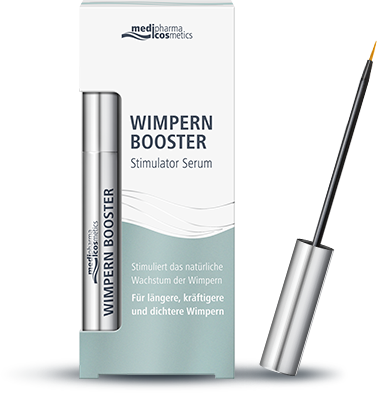 medipharma
cosmetics
WIMPERN
BOOSTER
Stimulator Serum
Stimuliert das natürliche
Wachstum der Wimpern
Für längere, kräftigere
und dichtere Wimpern
medipharma
cosmetics
WIMPERN BOOSTER